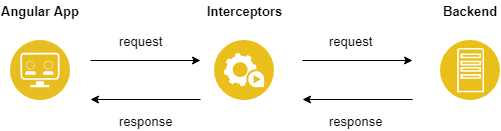 Angular App
Interceptors
Backend
request
request
response
response